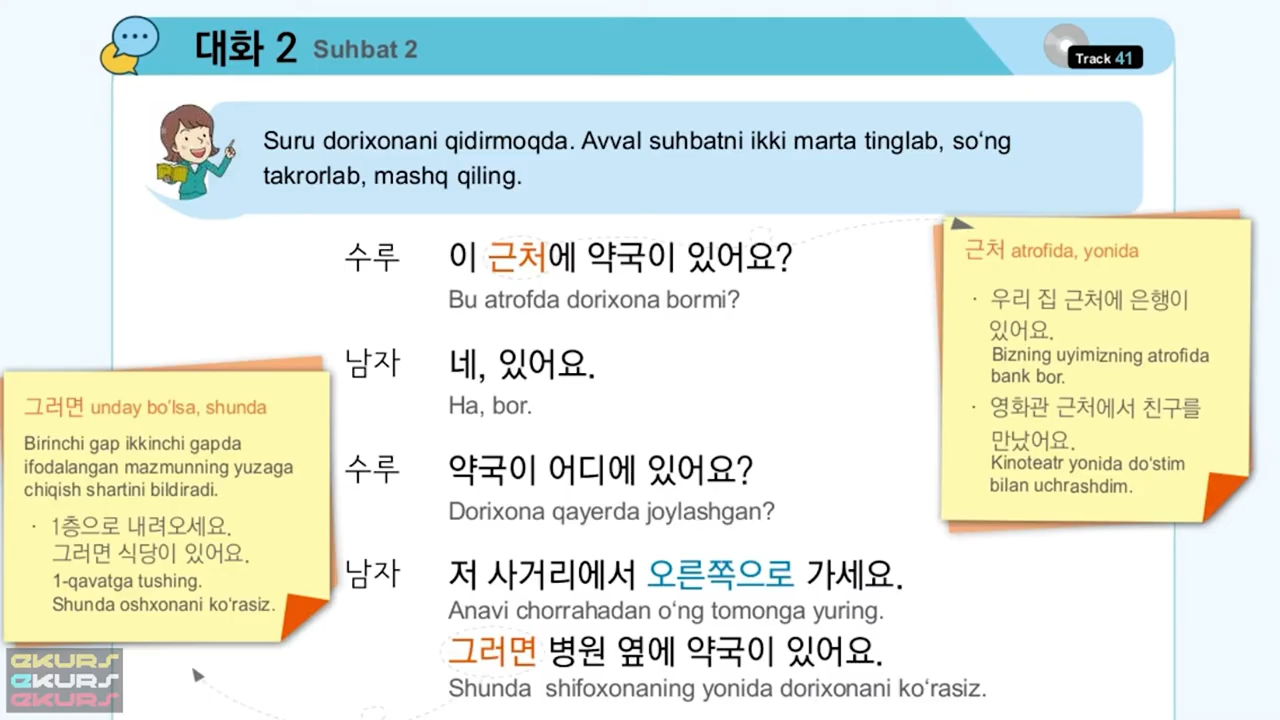 대화 2 Suhbat 2
Track 41
Suru dorixonani qidirmoqda. Avval suhbatni ikki marta tinglab, so‘ng
takrorlab, mashq qiling.
수루 이 근처에 약국이 있어요?
Bu atrofda dorixona bormi?
남자 네, 있어요.
Ha, bor.
수루 약국이 어디에 있어요?
Dorixona qayerda joylashgan?
남자 저 사거리에서 오른쪽으로 가세요.
Anavi chorrahadan o‘ng tomonga yuring.
그러면 병원 옆에 약국이 있어요.
Shunda shifoxonaning yonida dorixonani ko‘rasiz.
근처 atrofida, yonida
· 우리 집 근처에 은행이
있어요.
Bizning uyimizning atrofida
bank bor.
· 영화관 근처에서 친구를
만났어요.
Kinoteatr yonida do‘stim
bilan uchrashdim.
그러면 unday bo‘lsa, shunda
Birinchi gap ikkinchi gapda
ifodalangan mazmunning yuzaga
chiqish shartini bildiradi.
· 1층으로 내려오세요.
그러면 식당이 있어요.
1-qavatga tushing.
Shunda oshxonani ko‘rasiz.
eKURS
eKURS
eKURS